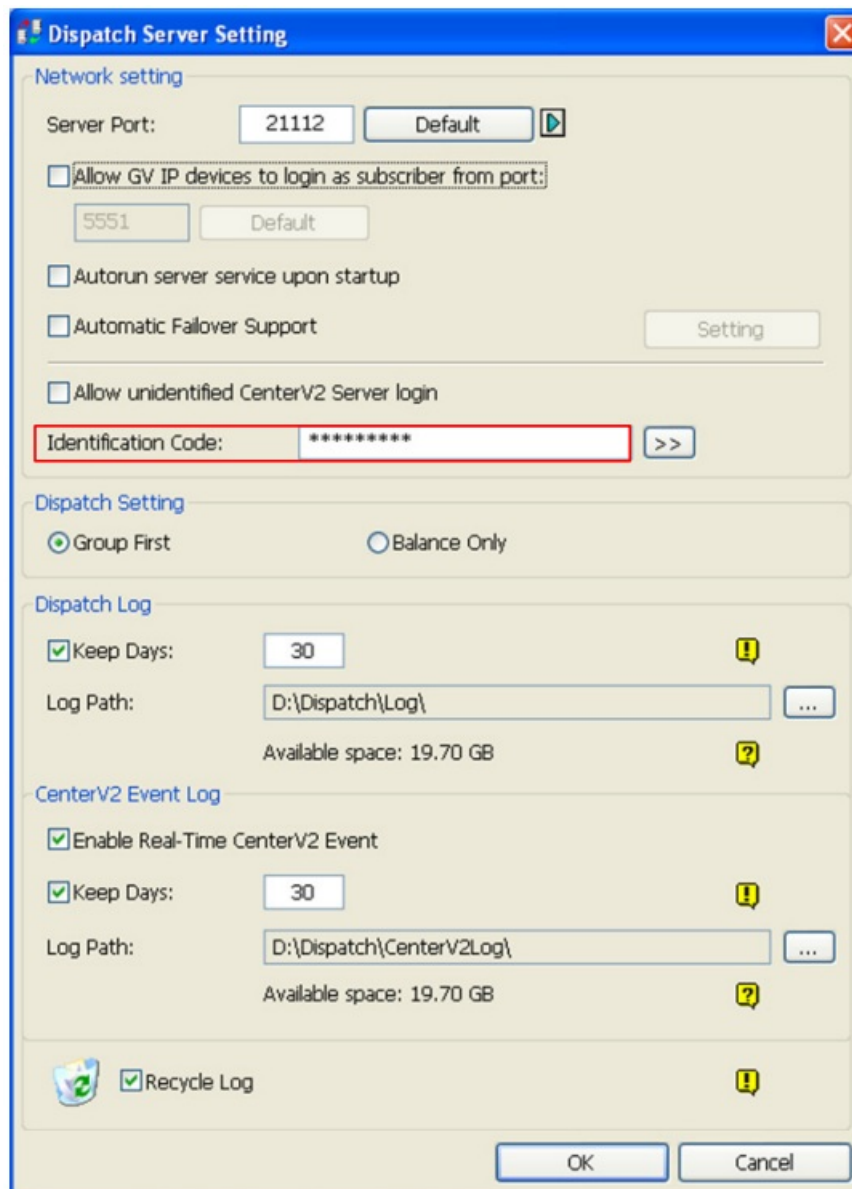 Dispatch Server Setting
Network setting
Server Port: 21112 Default
Allow GV IP devices to login as subscriber from port:
5551 Default
Autorun server service upon startup
Automatic Failover Support Setting
Allow unidentified CenterV2 Server login
Identification Code: ********* >>
Dispatch Setting
Group First Balance Only
Dispatch Log
Keep Days: 30
Log Path: D:\Dispatch\Log\ ...
Available space: 19.70 GB
CenterV2 Event Log
Enable Real-Time CenterV2 Event
Keep Days: 30
Log Path: D:\Dispatch\CenterV2Log\ ...
Available space: 19.70 GB
Recycle Log
OK Cancel